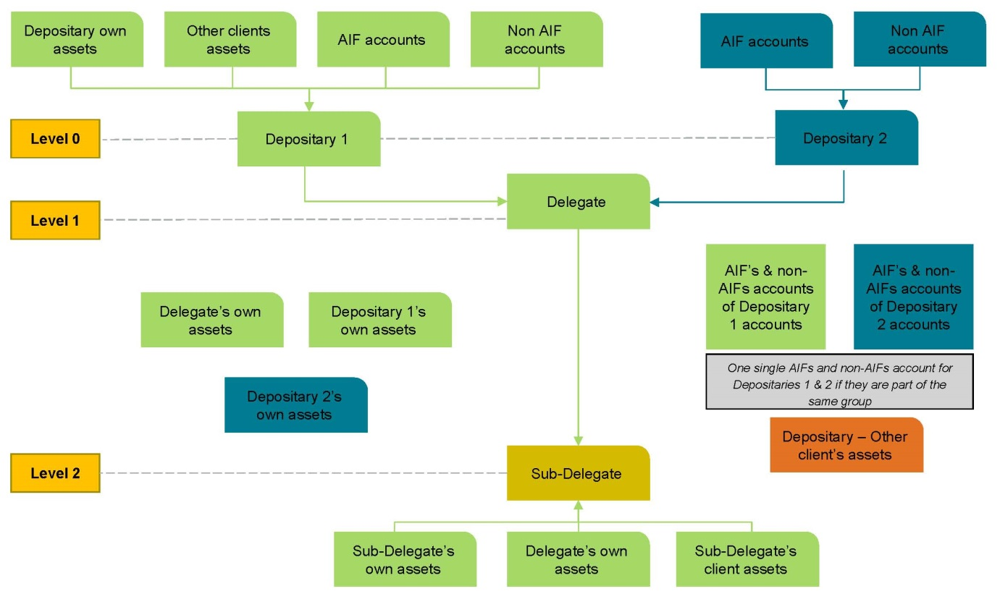 Depositary own
assets
Other clients
assets
AIF accounts
Non AIF
accounts
AIF accounts
Non AIF
accounts
Level 0
Depositary 1
Depositary 2
Level 1
Delegate
AIF’s & non-
AIFs accounts
of Depositary
1 accounts
AIF’s & non-
AIFs accounts
of Depositary
2 accounts
Delegate’s own
assets
Depositary 1’s
own assets
One single AIFs and non-AIFs account for
Depositaries 1 & 2 if they are part of the
same group
Depositary 2’s
own assets
Depositary – Other
client’s assets
Level 2
Sub-Delegate
Sub-Delegate’s
own assets
Delegate’s own
assets
Sub-Delegate’s
client assets